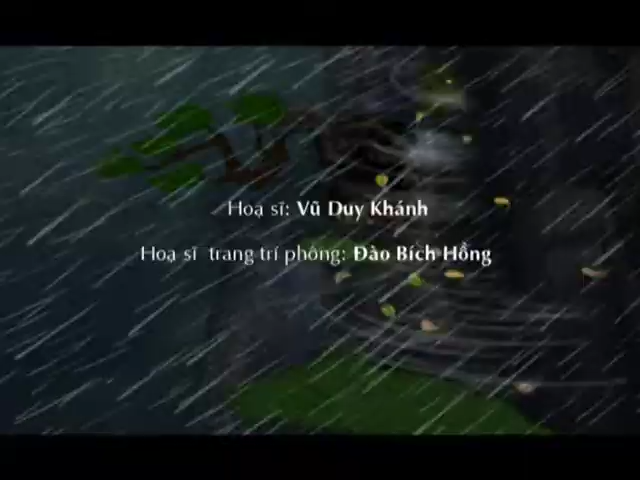 Hoạ sĩ: Vũ Duy Khánh
Hoạ sĩ trang trí phông: Đào Bích Hồng